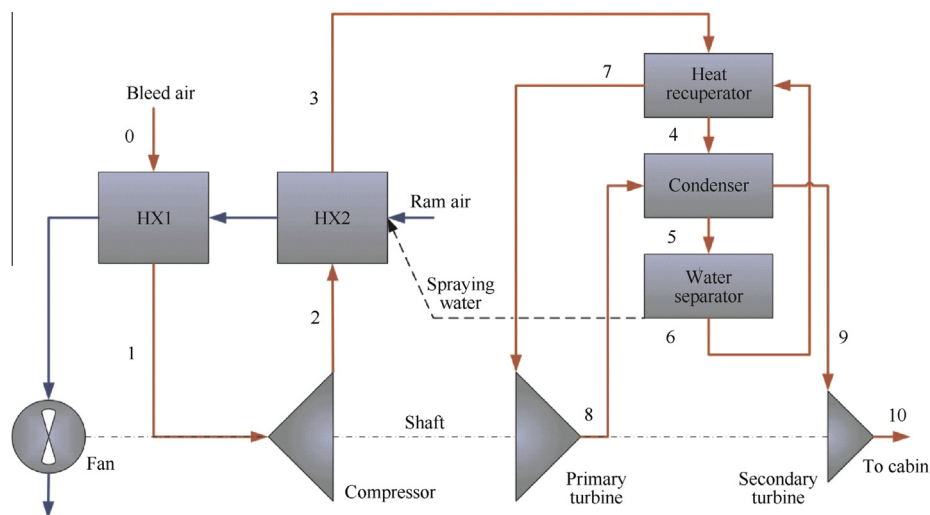 Bleed air
0
3
7
Heat
recuperator
4
HX1
HX2
Ram air
Condenser
5
Spraying
water
Water
separator
6
2
1
9
8
10
Shaft
Fan
Compressor
Primary
turbine
Secondary
turbine
To cabin